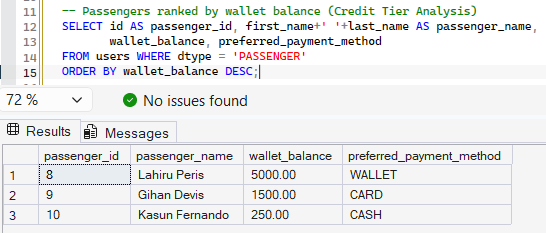 11 -- Passengers ranked by wallet balance (Credit Tier Analysis)
12 SELECT id AS passenger_id, first_name+' '+last_name AS passenger_name,
13 wallet_balance, preferred_payment_method
14 FROM users WHERE dtype = 'PASSENGER'
15 ORDER BY wallet_balance DESC;
72 % No issues found
Results Messages
passenger_id passenger_name wallet_balance preferred_payment_method
1 8 Lahiru Peris 5000.00 WALLET
2 9 Gihan Devis 1500.00 CARD
3 10 Kasun Fernando 250.00 CASH